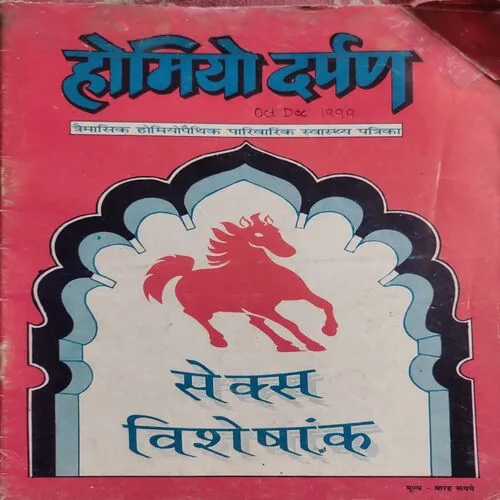 होमियो दर्पण
Oct Dec 1999
त्रैमासिक होमियोपैथिक पारिवारिक स्वास्थ्य पत्रिका
सेक्स
विशेषांक
मूल्य - बारह रूपये